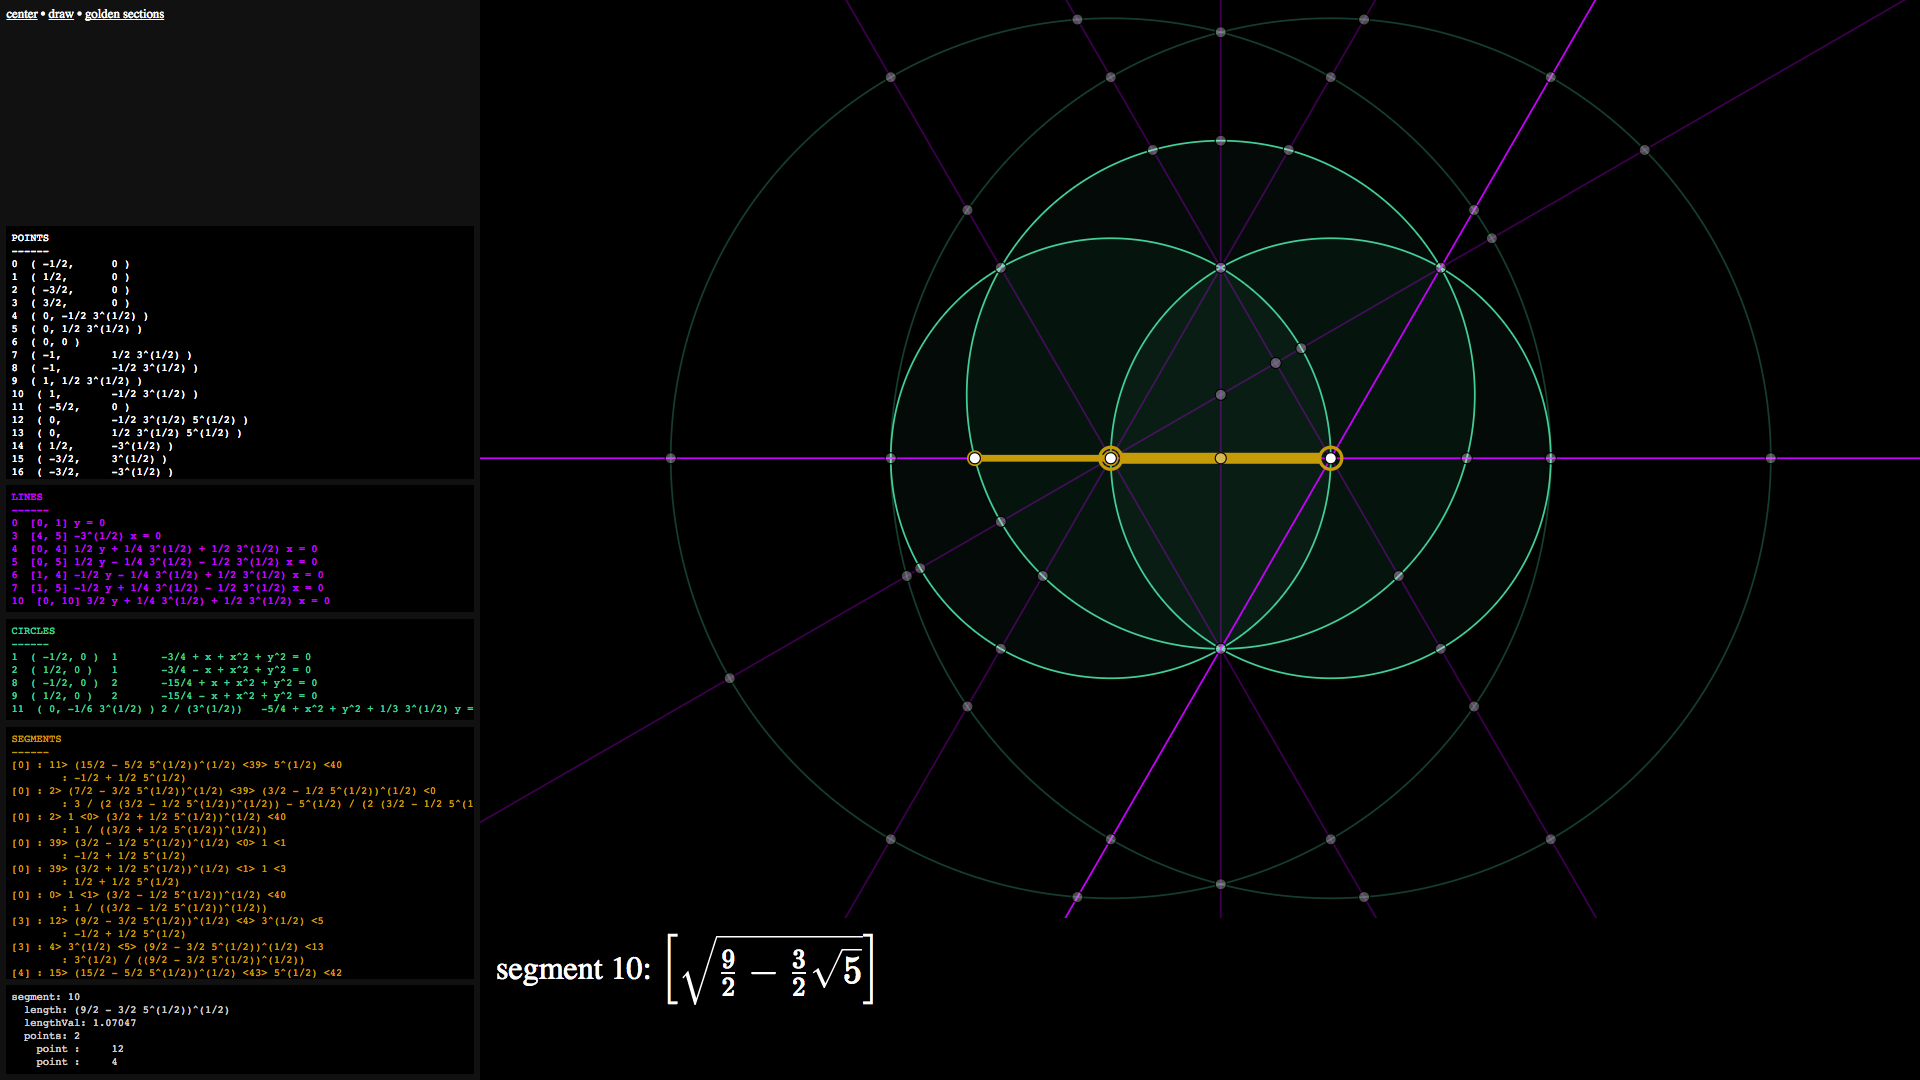 center • draw • golden sections
POINTS
------
0  ( -1/2,      0 )
1  ( 1/2,       0 )
2  ( -3/2,      0 )
3  ( 3/2,       0 )
4  ( 0, -1/2 3^(1/2) )
5  ( 0, 1/2 3^(1/2) )
6  ( 0, 0 )
7  ( -1,        1/2 3^(1/2) )
8  ( -1,        -1/2 3^(1/2) )
9  ( 1, 1/2 3^(1/2) )
10  ( 1,        -1/2 3^(1/2) )
11  ( -5/2,     0 )
12  ( 0,        -1/2 3^(1/2) 5^(1/2) )
13  ( 0,        1/2 3^(1/2) 5^(1/2) )
14  ( 1/2,      -3^(1/2) )
15  ( -3/2,     3^(1/2) )
16  ( -3/2,     -3^(1/2) )
LINES
------
0  [0, 1] y = 0
3  [4, 5] -3^(1/2) x = 0
4  [0, 4] 1/2 y + 1/4 3^(1/2) + 1/2 3^(1/2) x = 0
5  [0, 5] 1/2 y - 1/4 3^(1/2) - 1/2 3^(1/2) x = 0
6  [1, 4] -1/2 y - 1/4 3^(1/2) + 1/2 3^(1/2) x = 0
7  [1, 5] -1/2 y + 1/4 3^(1/2) - 1/2 3^(1/2) x = 0
10  [0, 10] 3/2 y + 1/4 3^(1/2) + 1/2 3^(1/2) x = 0
CIRCLES
------
1  ( -1/2, 0 )  1       -3/4 + x + x^2 + y^2 = 0
2  ( 1/2, 0 )   1       -3/4 - x + x^2 + y^2 = 0
8  ( -1/2, 0 )  2       -15/4 + x + x^2 + y^2 = 0
9  ( 1/2, 0 )   2       -15/4 - x + x^2 + y^2 = 0
11  ( 0, -1/6 3^(1/2) ) 2 / (3^(1/2))   -5/4 + x^2 + y^2 + 1/3 3^(1/2) y =
SEGMENTS
------
[0] : 11> (15/2 - 5/2 5^(1/2))^(1/2) <39> 5^(1/2) <40
: -1/2 + 1/2 5^(1/2)
[0] : 2> (7/2 - 3/2 5^(1/2))^(1/2) <39> (3/2 - 1/2 5^(1/2))^(1/2) <0
: 3 / (2 (3/2 - 1/2 5^(1/2))^(1/2)) - 5^(1/2) / (2 (3/2 - 1/2 5^(1
[0] : 2> 1 <0> (3/2 + 1/2 5^(1/2))^(1/2) <40
: 1 / ((3/2 + 1/2 5^(1/2))^(1/2))
[0] : 39> (3/2 - 1/2 5^(1/2))^(1/2) <0> 1 <1
: -1/2 + 1/2 5^(1/2)
[0] : 39> (3/2 + 1/2 5^(1/2))^(1/2) <1> 1 <3
: 1/2 + 1/2 5^(1/2)
[0] : 0> 1 <1> (3/2 - 1/2 5^(1/2))^(1/2) <40
: 1 / ((3/2 - 1/2 5^(1/2))^(1/2))
[3] : 12> (9/2 - 3/2 5^(1/2))^(1/2) <4> 3^(1/2) <5
: -1/2 + 1/2 5^(1/2)
[3] : 4> 3^(1/2) <5> (9/2 - 3/2 5^(1/2))^(1/2) <13
: 3^(1/2) / ((9/2 - 3/2 5^(1/2))^(1/2))
[4] : 15> (15/2 - 5/2 5^(1/2))^(1/2) <43> 5^(1/2) <42
segment: 10
length: (9/2 - 3/2 5^(1/2))^(1/2)
lengthVal: 1.07047
points: 2
point :     12
point :     4
segment 10: [√(9/2 − 3/2 √5)]